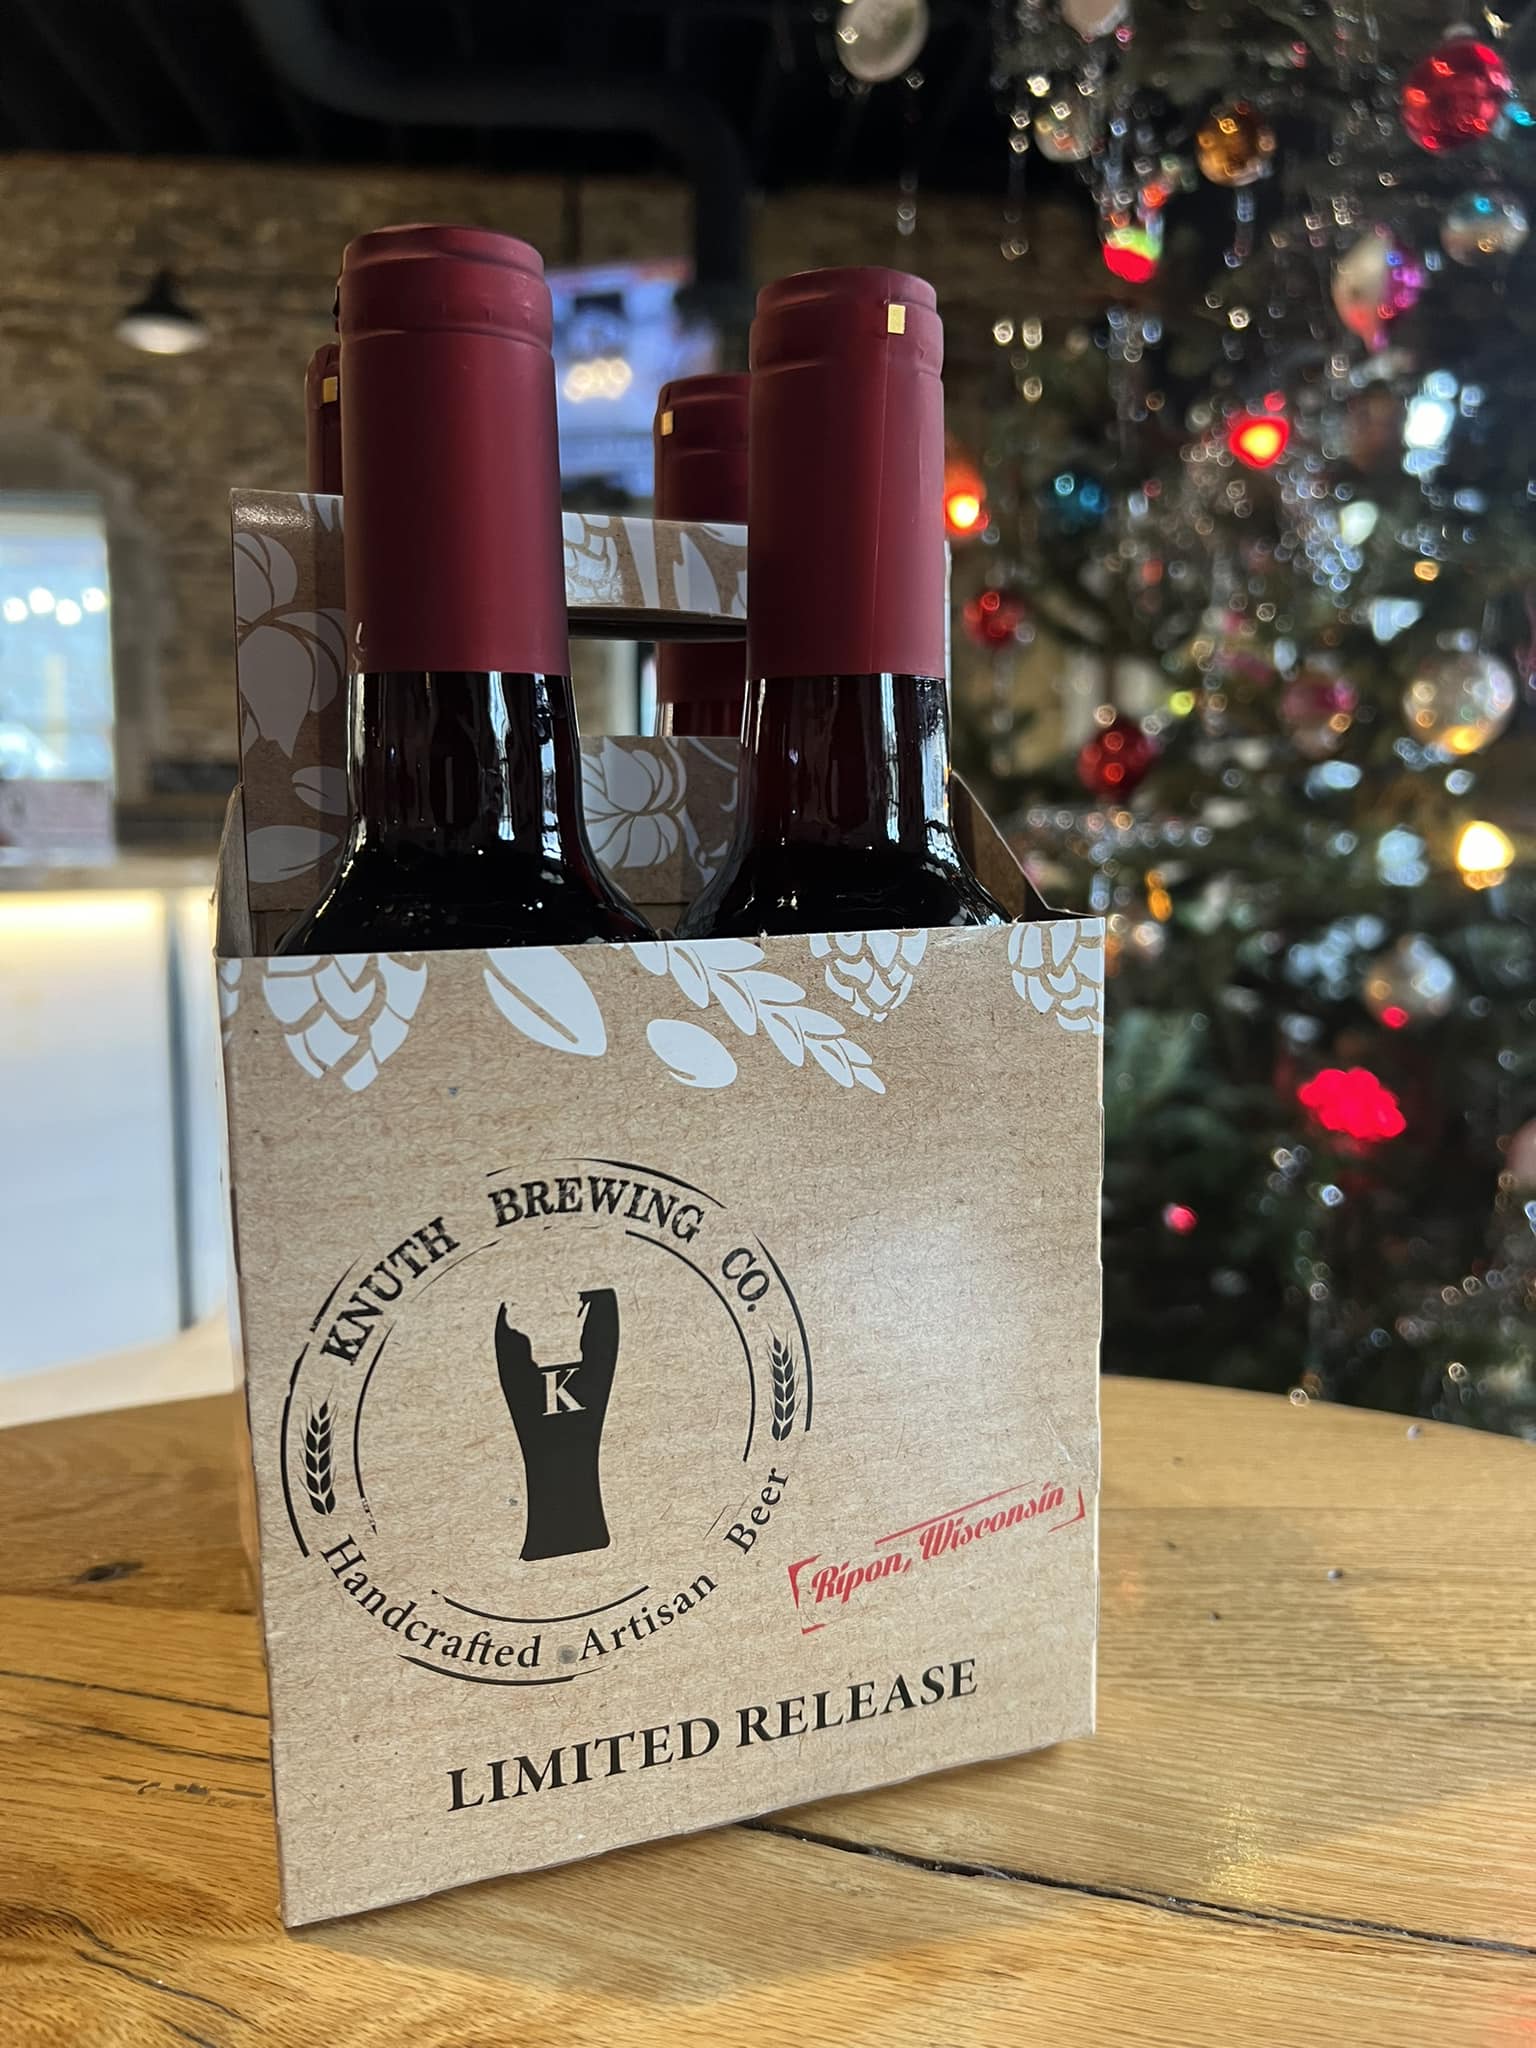 KNUTH BREWING CO.
K
Handcrafted • Artisan Beer
Ripon, Wisconsin
LIMITED RELEASE